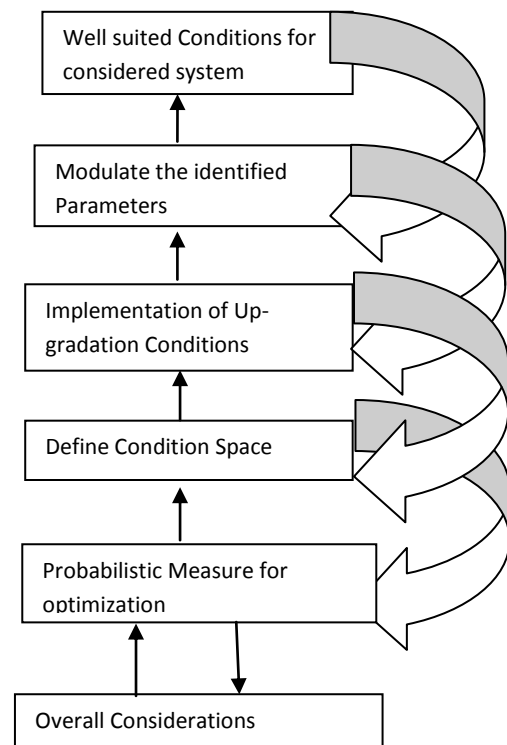 Well suited Conditions for
considered system
Modulate the identified
Parameters
Implementation of Up-
gradation Conditions
Define Condition Space
Probabilistic Measure for
optimization
Overall Considerations